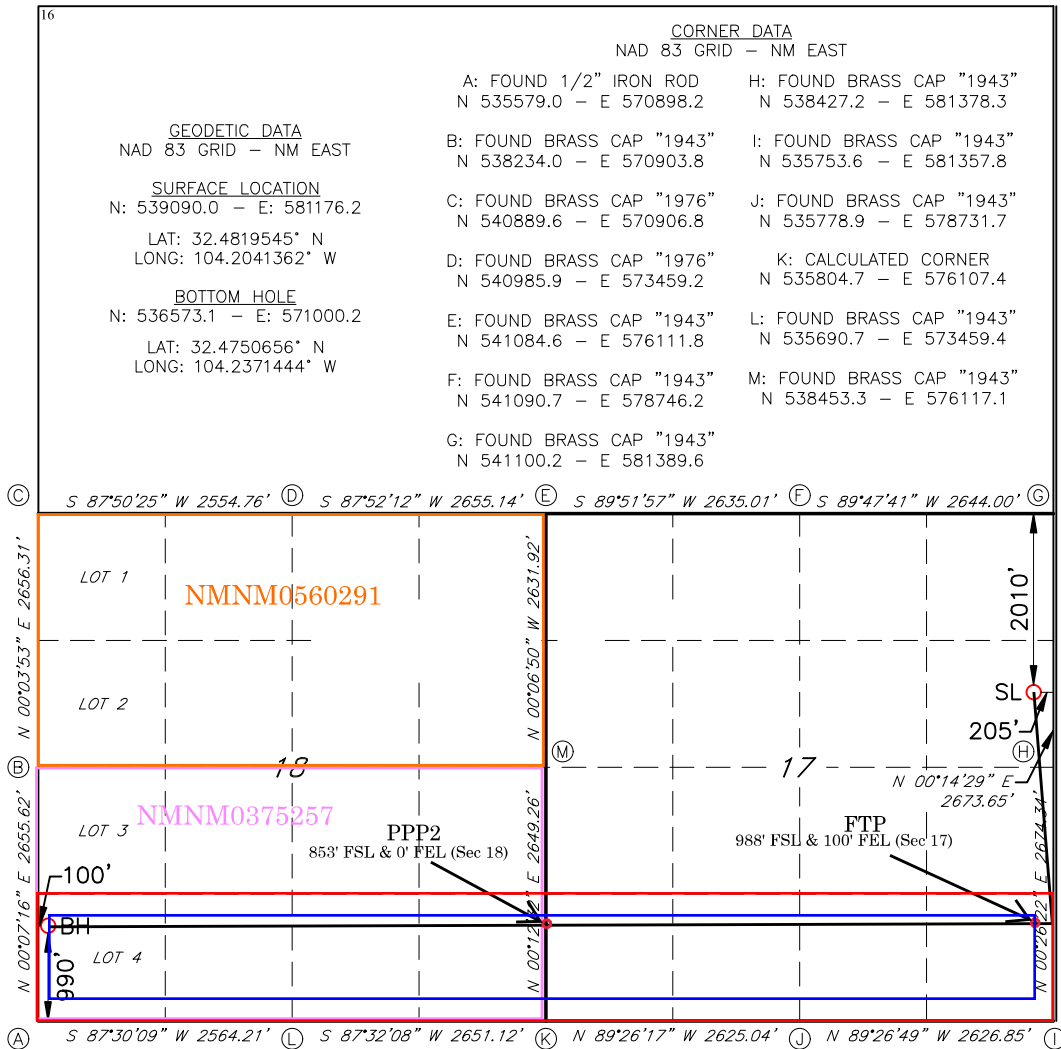 16
CORNER DATA
NAD 83 GRID – NM EAST
A: FOUND 1/2" IRON ROD
N 535579.0 – E 570898.2
B: FOUND BRASS CAP "1943"
N 538234.0 – E 570903.8
C: FOUND BRASS CAP "1976"
N 540889.6 – E 570906.8
D: FOUND BRASS CAP "1976"
N 540985.9 – E 573459.2
E: FOUND BRASS CAP "1943"
N 541084.6 – E 576111.8
F: FOUND BRASS CAP "1943"
N 541090.7 – E 578746.2
G: FOUND BRASS CAP "1943"
N 541100.2 – E 581389.6
H: FOUND BRASS CAP "1943"
N 538427.2 – E 581378.3
I: FOUND BRASS CAP "1943"
N 535753.6 – E 581357.8
J: FOUND BRASS CAP "1943"
N 535778.9 – E 578731.7
K: CALCULATED CORNER
N 535804.7 – E 576107.4
L: FOUND BRASS CAP "1943"
N 535690.7 – E 573459.4
M: FOUND BRASS CAP "1943"
N 538453.3 – E 576117.1
GEODETIC DATA
NAD 83 GRID – NM EAST
SURFACE LOCATION
N: 539090.0 – E: 581176.2
LAT: 32.4819545° N
LONG: 104.2041362° W
BOTTOM HOLE
N: 536573.1 – E: 571000.2
LAT: 32.4750656° N
LONG: 104.2371444° W
C
S 87°50'25" W 2554.76'
D
S 87°52'12" W 2655.14'
E
S 89°51'57" W 2635.01'
F
S 89°47'41" W 2644.00'
G
N 00°03'53" E 2656.31'
LOT 1
NMNM0560291
LOT 2
N 00°06'50" W 2631.92'
2010'
SL
205'
B
18
M
17
H
N 00°14'29" E
2673.65'
NMNM0375257
LOT 3
PPP2
853' FSL & 0' FEL (Sec 18)
FTP
988' FSL & 100' FEL (Sec 17)
100'
BH
990'
LOT 4
N 00°07'16" E 2655.62'
2649.26'
N 00°26'22" E 2674.34'
A
S 87°30'09" W 2564.21'
L
S 87°32'08" W 2651.12'
K
N 89°26'17" W 2625.04'
J
N 89°26'49" W 2626.85'
I